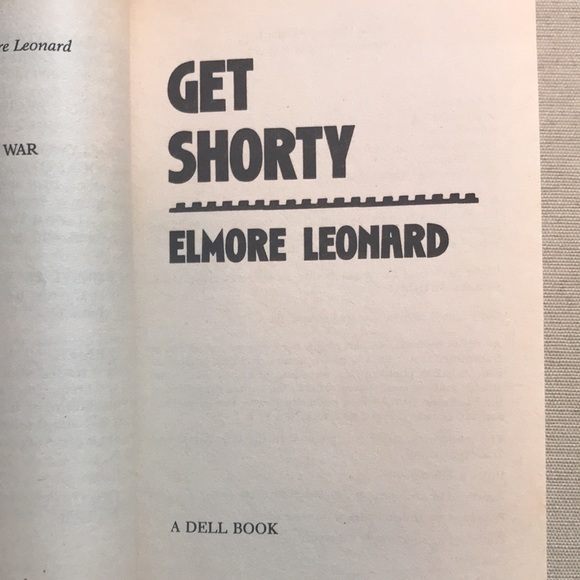 re Leonard
WAR
GET
SHORTY
ELMORE LEONARD
A DELL BOOK